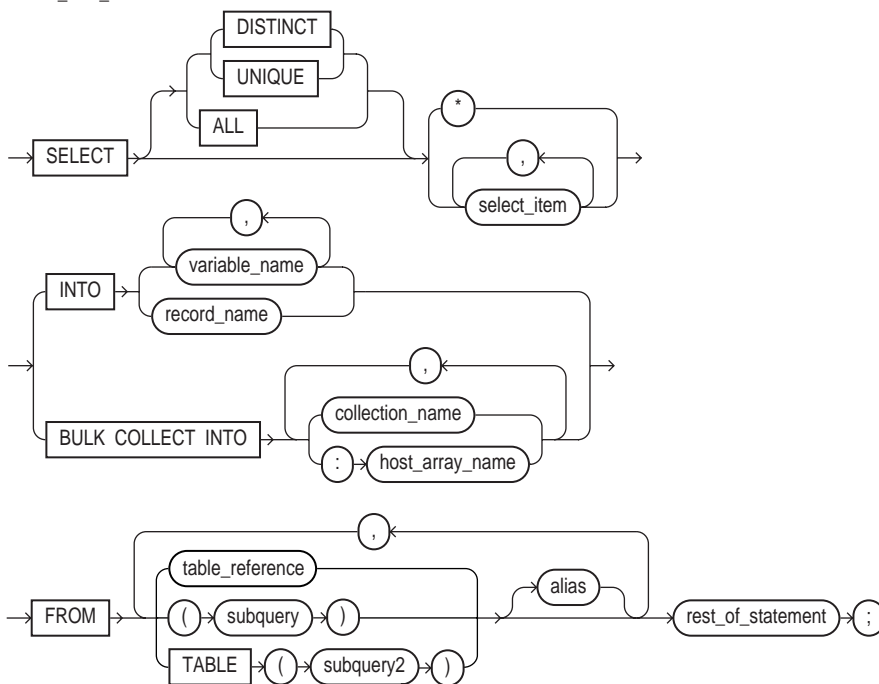 DISTINCT
UNIQUE
ALL
SELECT
*
,
select_item
,
variable_name
INTO
record_name
,
collection_name
BULK COLLECT INTO
: host_array_name
,
table_reference
alias
FROM ( subquery ) rest_of_statement ;
TABLE ( subquery2 )